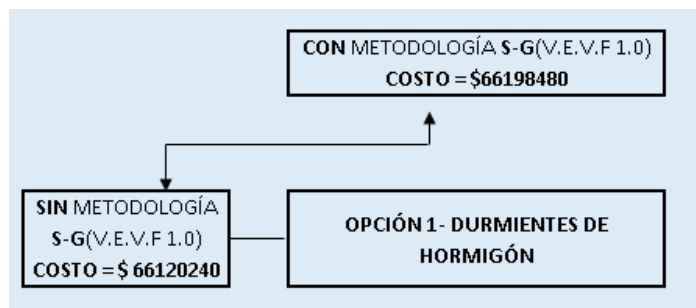 CON METODOLOGÍA S-G(V.E.V.F 1.0)
COSTO = $66198480
SIN METODOLOGÍA
S-G(V.E.V.F 1.0)
COSTO = $ 66120240
OPCIÓN 1- DURMIENTES DE
HORMIGÓN